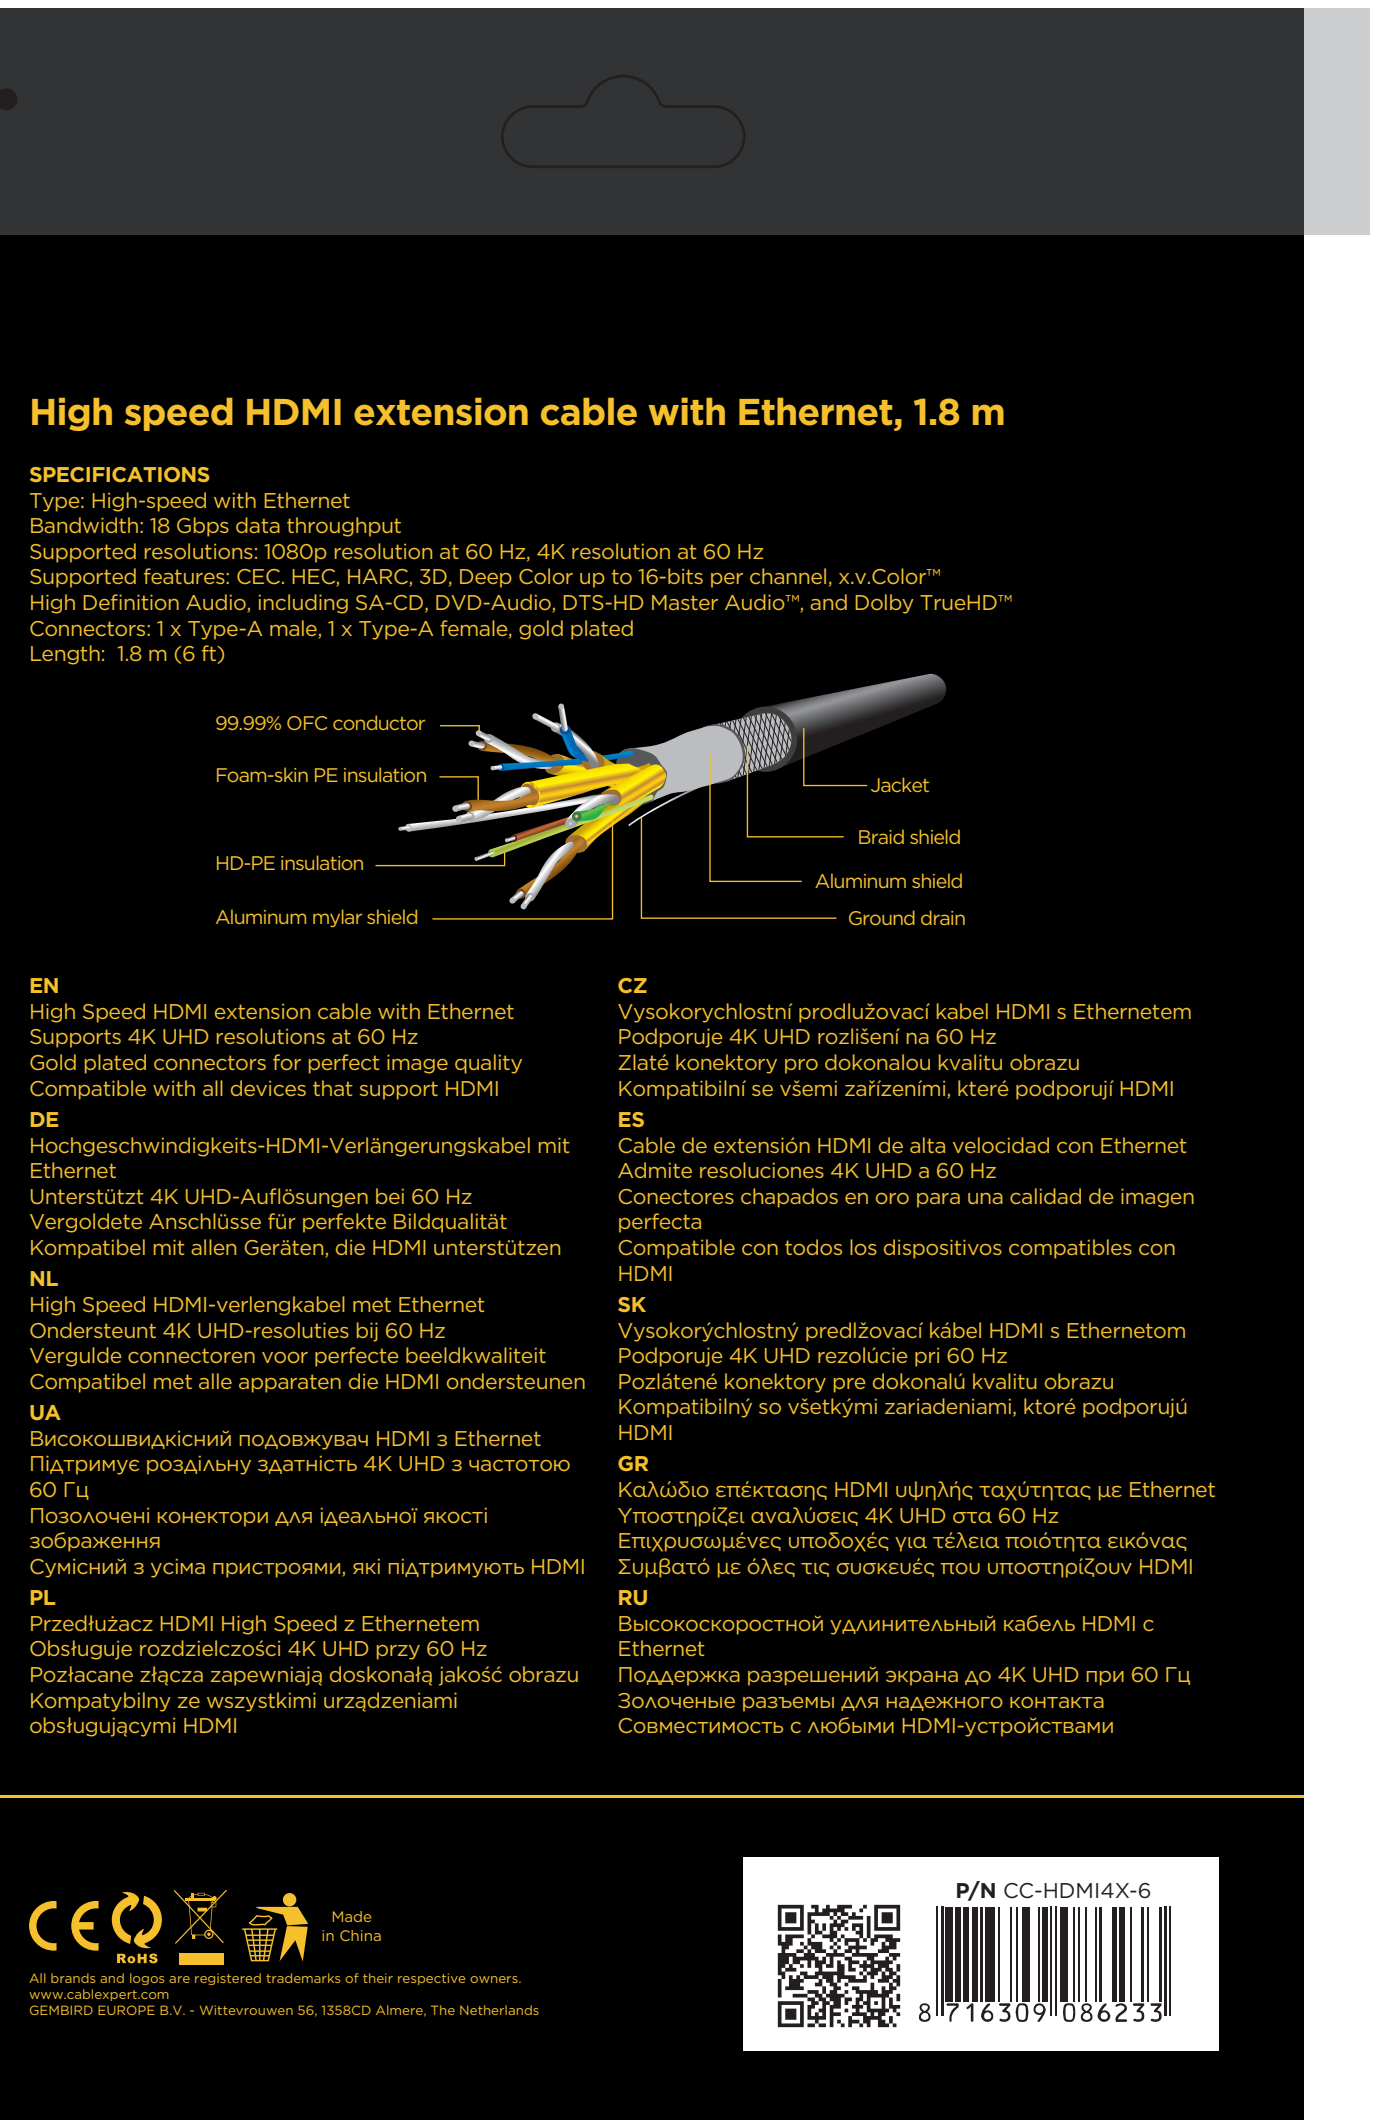 High speed HDMI extension cable with Ethernet, 1.8 m
SPECIFICATIONS
Type: High-speed with Ethernet
Bandwidth: 18 Gbps data throughput
Supported resolutions: 1080p resolution at 60 Hz, 4K resolution at 60 Hz
Supported features: CEC. HEC, HARC, 3D, Deep Color up to 16-bits per channel, x.v.Color™
High Definition Audio, including SA-CD, DVD-Audio, DTS-HD Master Audio™, and Dolby TrueHD™
Connectors: 1 x Type-A male, 1 x Type-A female, gold plated
Length: 1.8 m (6 ft)
99.99% OFC conductor
Foam-skin PE insulation
HD-PE insulation
Aluminum mylar shield
Jacket
Braid shield
Aluminum shield
Ground drain
EN
High Speed HDMI extension cable with Ethernet
Supports 4K UHD resolutions at 60 Hz
Gold plated connectors for perfect image quality
Compatible with all devices that support HDMI
DE
Hochgeschwindigkeits-HDMI-Verlängerungskabel mit
Ethernet
Unterstützt 4K UHD-Auflösungen bei 60 Hz
Vergoldete Anschlüsse für perfekte Bildqualität
Kompatibel mit allen Geräten, die HDMI unterstützen
NL
High Speed HDMI-verlengkabel met Ethernet
Ondersteunt 4K UHD-resoluties bij 60 Hz
Vergulde connectoren voor perfecte beeldkwaliteit
Compatibel met alle apparaten die HDMI ondersteunen
UA
Високошвидкісний подовжувач HDMI з Ethernet
Підтримує роздільну здатність 4K UHD з частотою
60 Гц
Позолочені конектори для ідеальної якості
зображення
Сумісний з усіма пристроями, які підтримують HDMI
PL
Przedłużacz HDMI High Speed z Ethernetem
Obsługuje rozdzielczości 4K UHD przy 60 Hz
Pozłacane złącza zapewniają doskonałą jakość obrazu
Kompatybilny ze wszystkimi urządzeniami
obsługującymi HDMI
CZ
Vysokorychlostní prodlužovací kabel HDMI s Ethernetem
Podporuje 4K UHD rozlišení na 60 Hz
Zlaté konektory pro dokonalou kvalitu obrazu
Kompatibilní se všemi zařízeními, které podporují HDMI
ES
Cable de extensión HDMI de alta velocidad con Ethernet
Admite resoluciones 4K UHD a 60 Hz
Conectores chapados en oro para una calidad de imagen
perfecta
Compatible con todos los dispositivos compatibles con
HDMI
SK
Vysokorýchlostný predlžovací kábel HDMI s Ethernetom
Podporuje 4K UHD rezolúcie pri 60 Hz
Pozlátené konektory pre dokonalú kvalitu obrazu
Kompatibilný so všetkými zariadeniami, ktoré podporujú
HDMI
GR
Καλώδιο επέκτασης HDMI υψηλής ταχύτητας με Ethernet
Υποστηρίζει αναλύσεις 4K UHD στα 60 Hz
Επιχρυσωμένες υποδοχές για τέλεια ποιότητα εικόνας
Συμβατό με όλες τις συσκευές που υποστηρίζουν HDMI
RU
Высокоскоростной удлинительный кабель HDMI с
Ethernet
Поддержка разрешений экрана до 4K UHD при 60 Гц
Золоченые разъемы для надежного контакта
Совместимость с любыми HDMI-устройствами
CE
RoHS
Made
in China
All brands and logos are registered trademarks of their respective owners.
www.cablexpert.com
GEMBIRD EUROPE B.V. - Wittevrouwen 56, 1358CD Almere, The Netherlands
P/N CC-HDMI4X-6
8 716309 086233